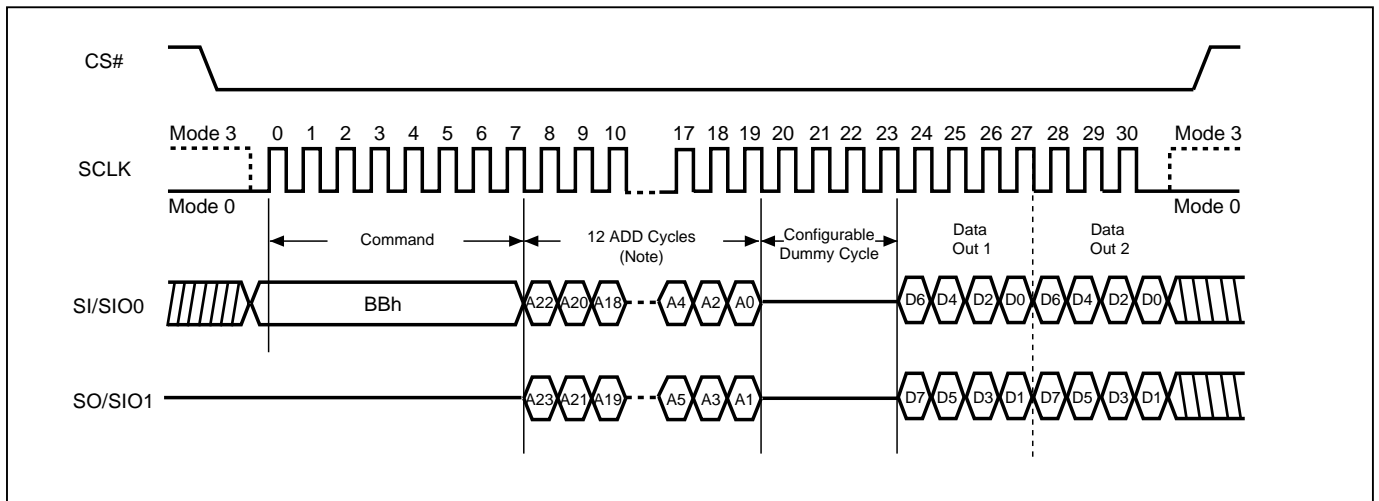 CS#
Mode 3 0 1 2 3 4 5 6 7 8 9 10 17 18 19 20 21 22 23 24 25 26 27 28 29 30 Mode 3
SCLK
Mode 0 Mode 0
Command 12 ADD Cycles (Note) Configurable Dummy Cycle Data Out 1 Data Out 2
SI/SIO0 BBh A22 A20 A18 A4 A2 A0 D6 D4 D2 D0 D6 D4 D2 D0
SO/SIO1 A23 A21 A19 A5 A3 A1 D7 D5 D3 D1 D7 D5 D3 D1